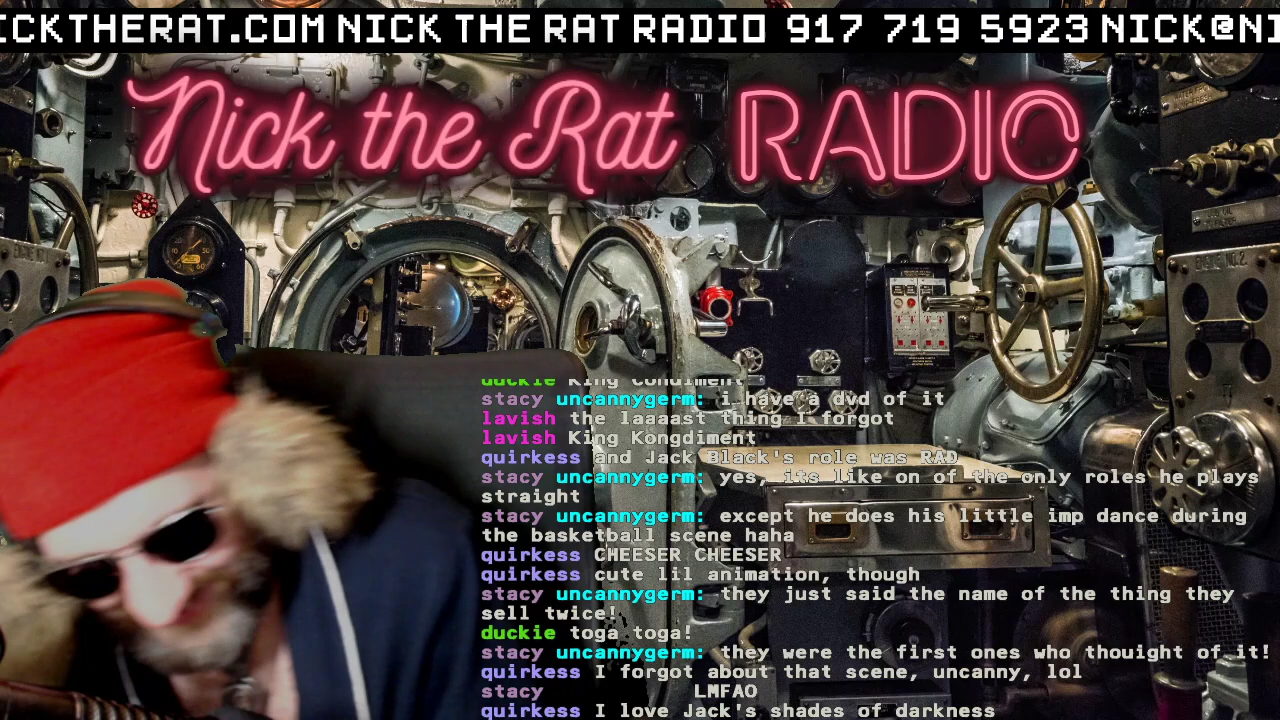 ICKTHERAT.COM NICK THE RAT RADIO 917 719 5923 NICK@NI
Nick the Rat RADIO
duckie King Condiment
stacy uncannygerm: i have a dvd of it
lavish the laaaast thing I forgot
lavish King Kongdiment
quirkess and Jack Black's role was RAD
stacy uncannygerm: yes, its like on of the only roles he plays
straight
stacy uncannygerm: except he does his little imp dance during
the basketball scene haha
quirkess CHEESER CHEESER
quirkess cute lil animation, though
stacy uncannygerm: they just said the name of the thing they
sell twice!
duckie toga toga!
stacy uncannygerm: they were the first ones who thouight of it!
quirkess I forgot about that scene, uncanny, lol
stacy LMFAO
quirkess I love Jack's shades of darkness